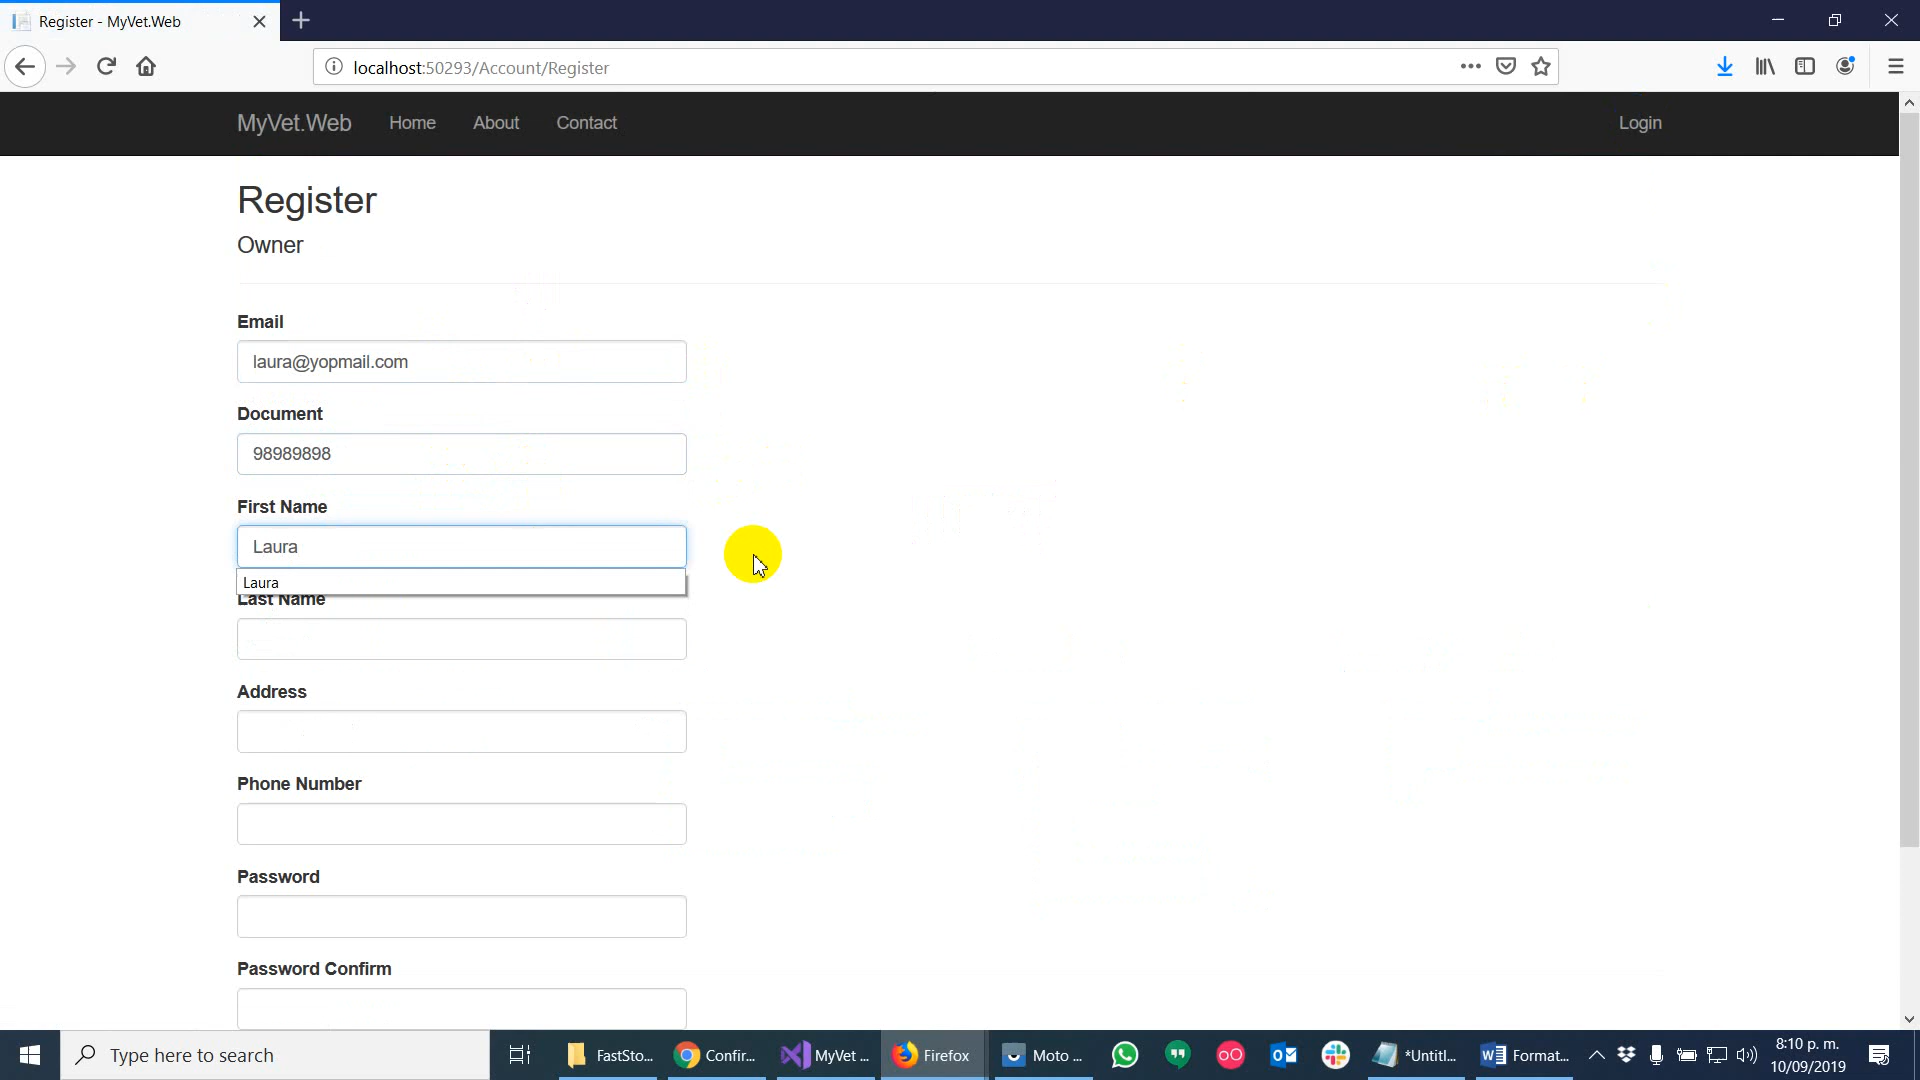 Register - MyVet.Web
localhost:50293/Account/Register
MyVet.Web Home About Contact Login
Register
Owner
Email
laura@yopmail.com
Document
98989898
First Name
Laura
Laura
Last Name
Address
Phone Number
Password
Password Confirm
Type here to search
FastSto...
Confir...
MyVet ...
Firefox
Moto ...
*Untitl...
Format...
8:10 p. m.
10/09/2019